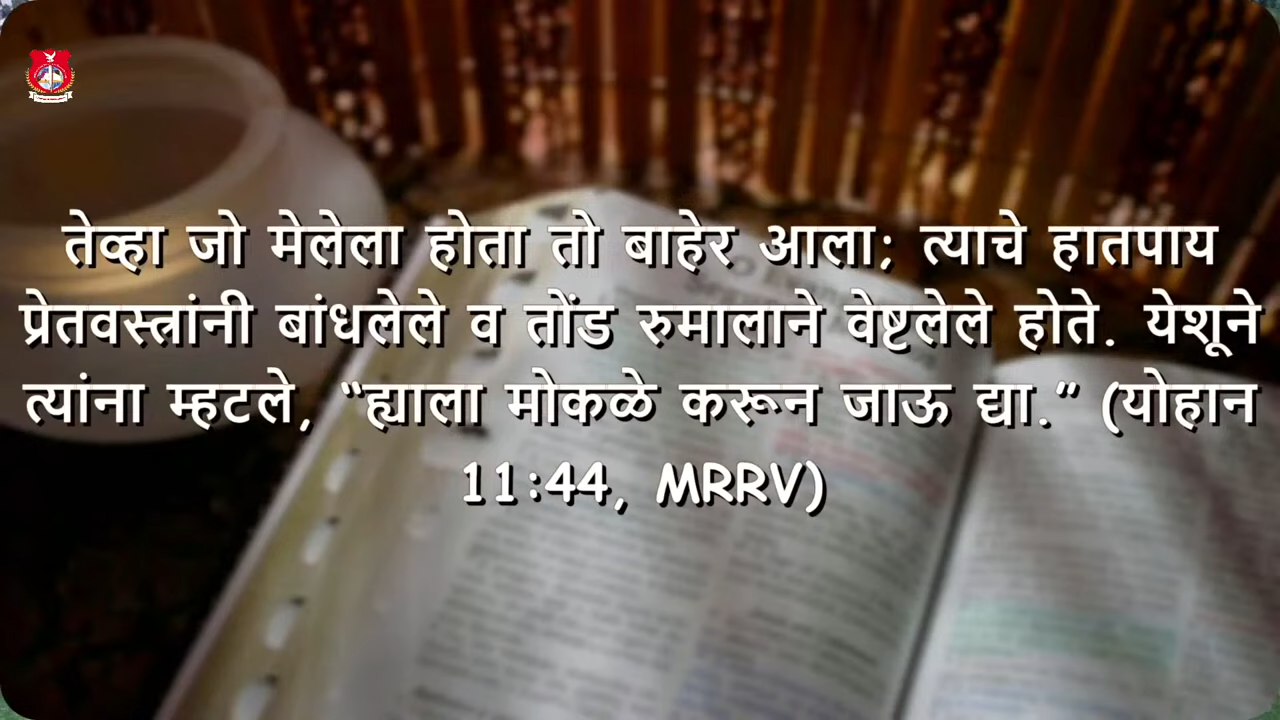 तेव्हा जो मेलेला होता तो बाहेर आला; त्याचे हातपाय
प्रेतवस्त्रांनी बांधलेले व तोंड रुमालाने वेष्टलेले होते. येशूने
त्यांना म्हटले, “ह्याला मोकळे करून जाऊ द्या.” (योहान
11:44, MRRV)